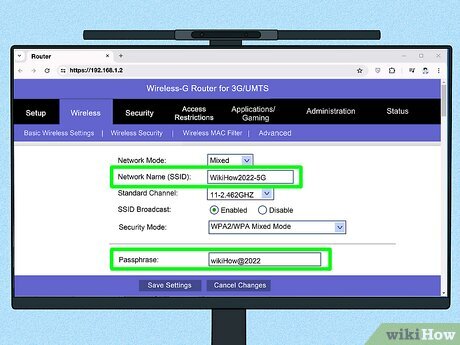 Router
https://192.168.1.2
Wireless-G Router for 3G/UMTS
Setup Wireless Security Access Restrictions Applications/ Gaming Administration Status
Basic Wireless Settings | Wireless Security | Wireless MAC Filter | Advanced
Network Mode: Mixed
Network Name (SSID): WikiHow2022-5G
Standard Channel: 11-2.462GHZ
SSID Broadcast: Enabled Disable
Security Mode: WPA2/WPA Mixed Mode
Passphrase: wikiHow@2022
Save Settings Cancel Changes
wikiHow